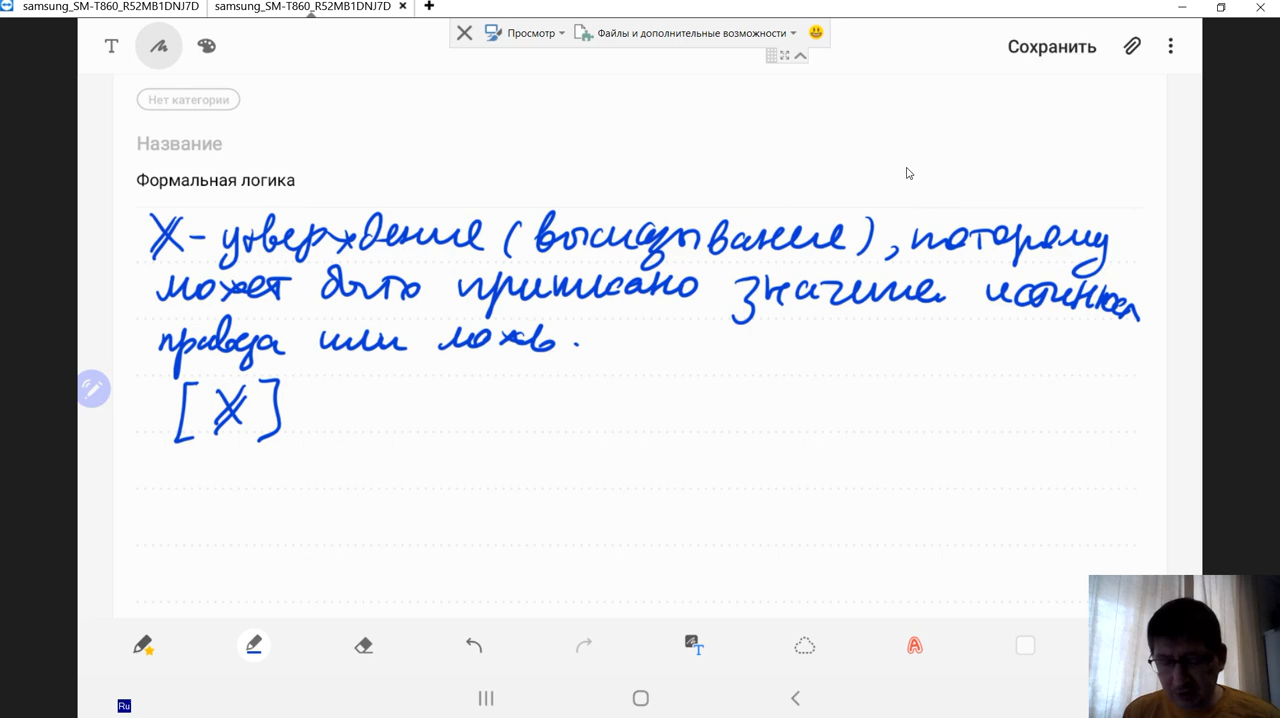 samsung_SM-T860_R52MB1DNJ7D samsung_SM-T860_R52MB1DNJ7D
Просмотр Файлы и дополнительные возможности
T Сохранить
Нет категории
Название
Формальная логика
X - утверждение (высказывание), которому
может быть приписано значение истинност
правда или ложь.
[X]
T A
Ru